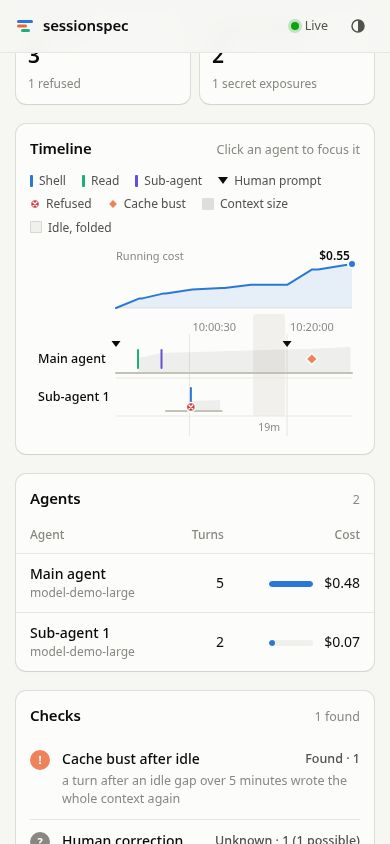 sessionspec
Live
3
2
1 refused
1 secret exposures
Timeline
Click an agent to focus it
Shell
Read
Sub-agent
Human prompt
Refused
Cache bust
Context size
Idle, folded
Running cost
$0.55
10:00:30
10:20:00
Main agent
Sub-agent 1
19m
Agents
2
Agent
Turns
Cost
Main agent
5
$0.48
model-demo-large
Sub-agent 1
2
$0.07
model-demo-large
Checks
1 found
!
Cache bust after idle
Found · 1
a turn after an idle gap over 5 minutes wrote the
whole context again
?
Human correction
Unknown · 1 (1 possible)